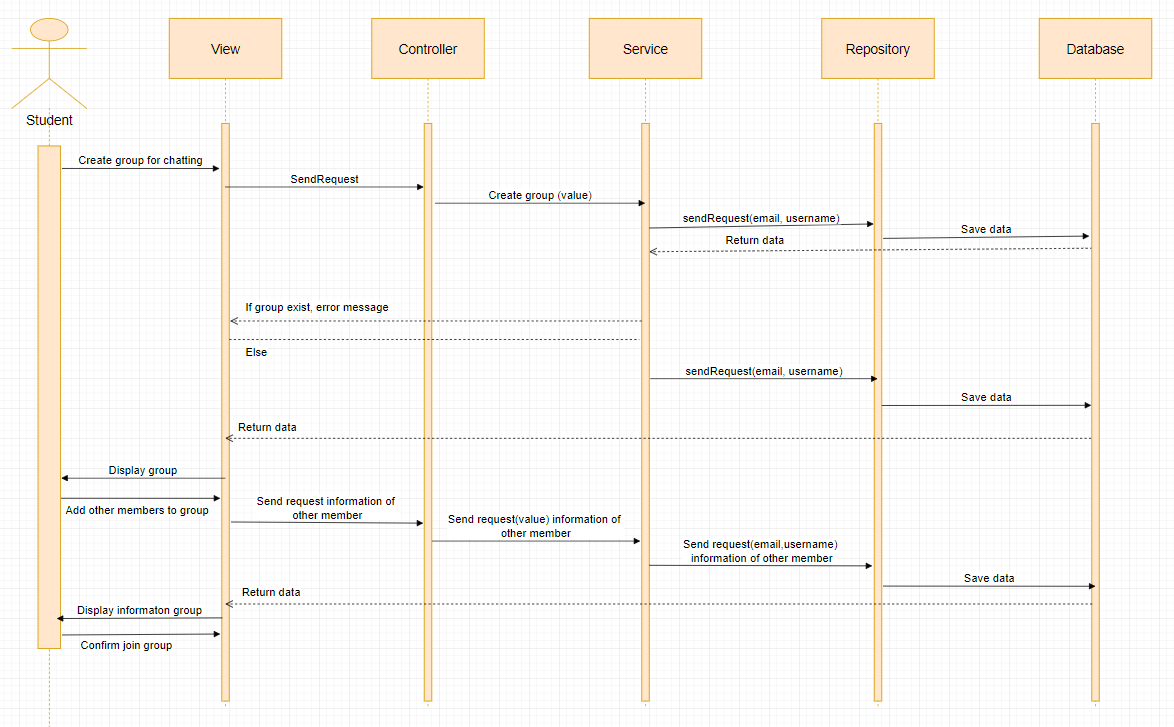 View
Controller
Service
Repository
Database
Student
Create group for chatting
SendRequest
Create group (value)
sendRequest(email, username)
Save data
Return data
If group exist, error message
Else
sendRequest(email, username)
Save data
Return data
Display group
Add other members to group
Send request information of
other member
Send request(value) information of
other member
Send request(email,username)
information of other member
Save data
Return data
Display informaton group
Confirm join group